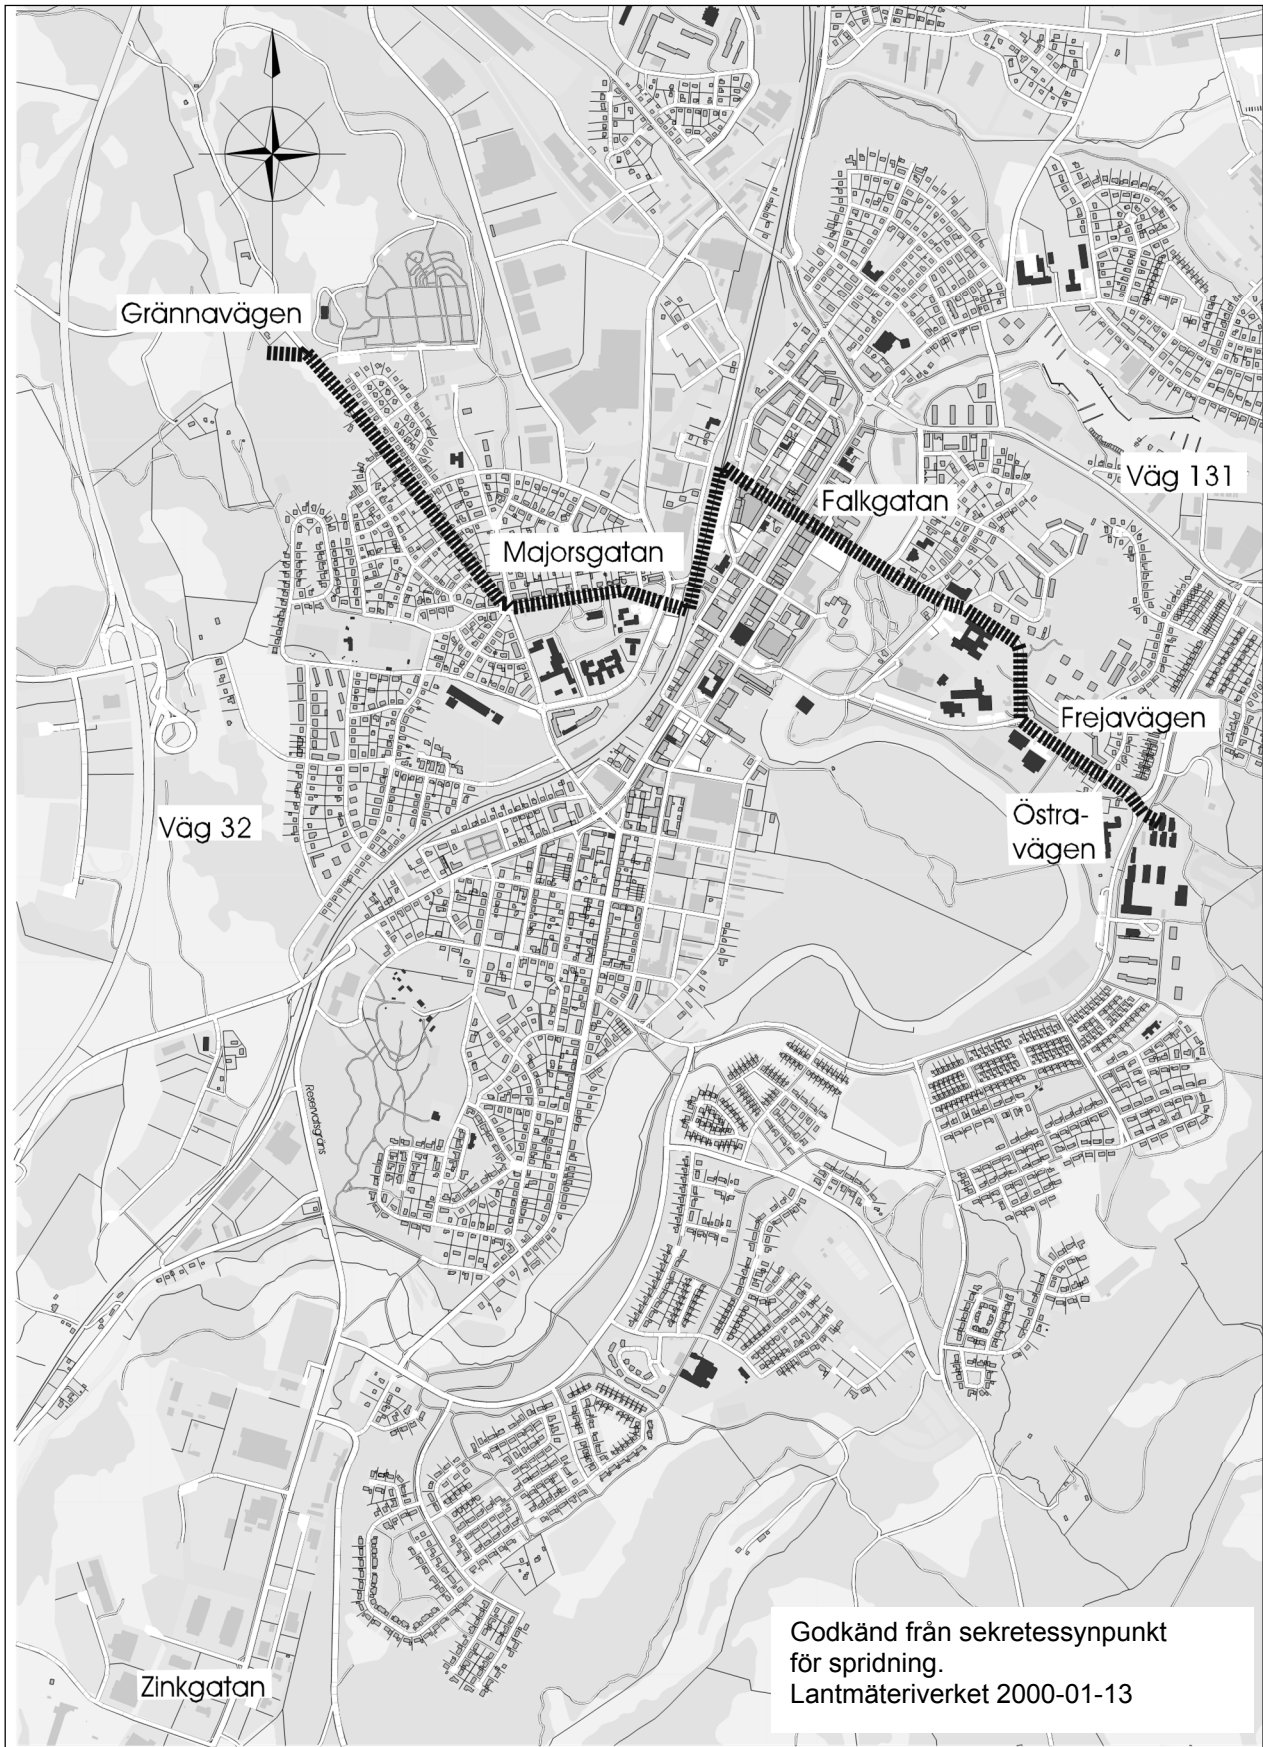 Grännavägen
Väg 131
Falkgatan
Majorsgatan
Frejavägen
Östra-
vägen
Väg 32
Reservatsgräns
Zinkgatan
Godkänd från sekretessynpunkt
för spridning.
Lantmäteriverket 2000-01-13